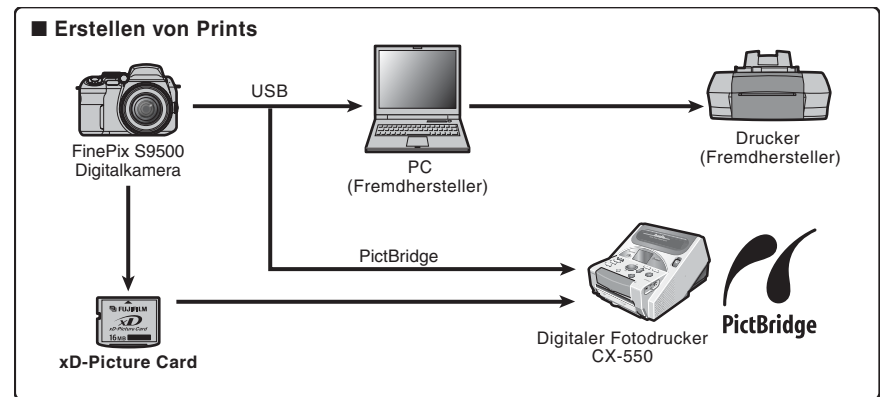 ■ Erstellen von Prints
USB
FinePix S9500
Digitalkamera
PC
(Fremdhersteller)
Drucker
(Fremdhersteller)
PictBridge
FUJIFILM
xD
xD-Picture Card
16MB
xD-Picture Card
Digitaler Fotodrucker
CX-550
PictBridge